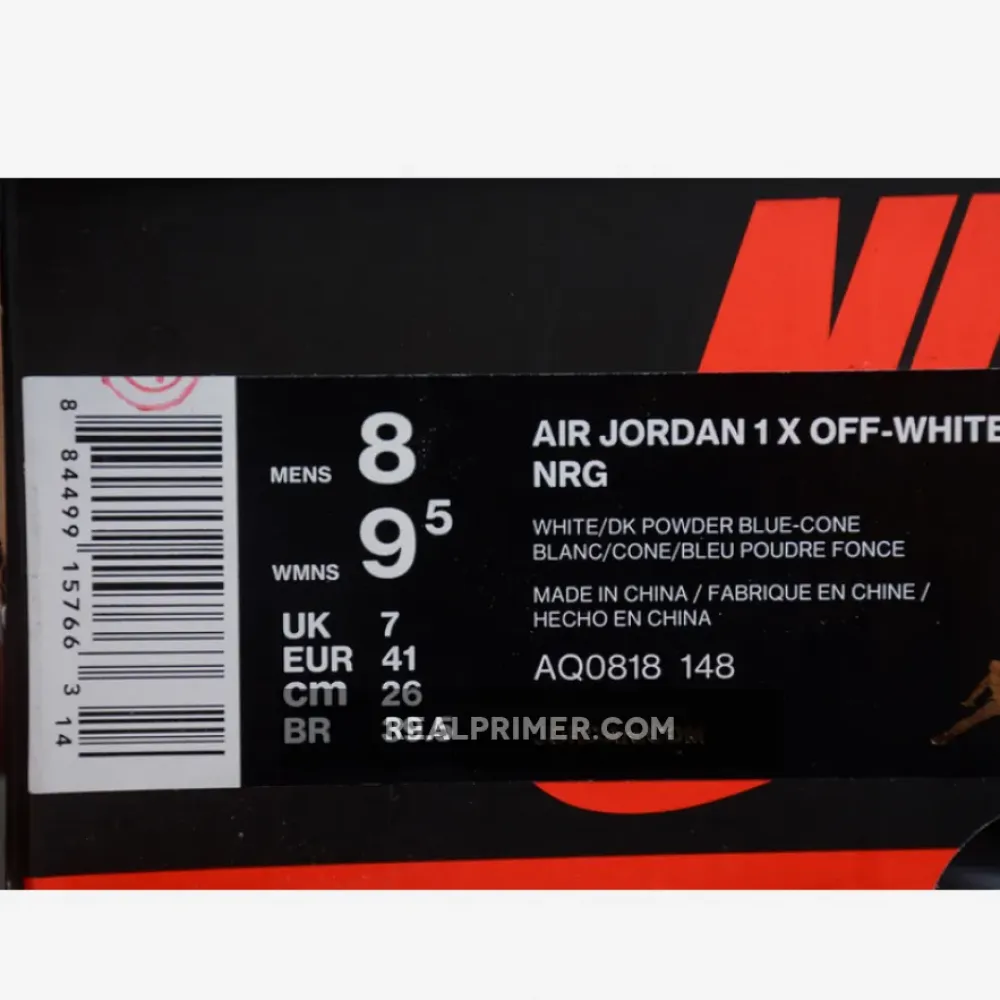 AIR JORDAN 1 X OFF-WHITE
NRG
MENS 8
WMNS 9⁵
WHITE/DK POWDER BLUE-CONE
BLANC/CONE/BLEU POUDRE FONCE
MADE IN CHINA / FABRIQUE EN CHINE /
HECHO EN CHINA
UK 7
EUR 41
cm 26
BR
AQ0818 148
REALPRIMER.COM
8 84499 15766 3 14